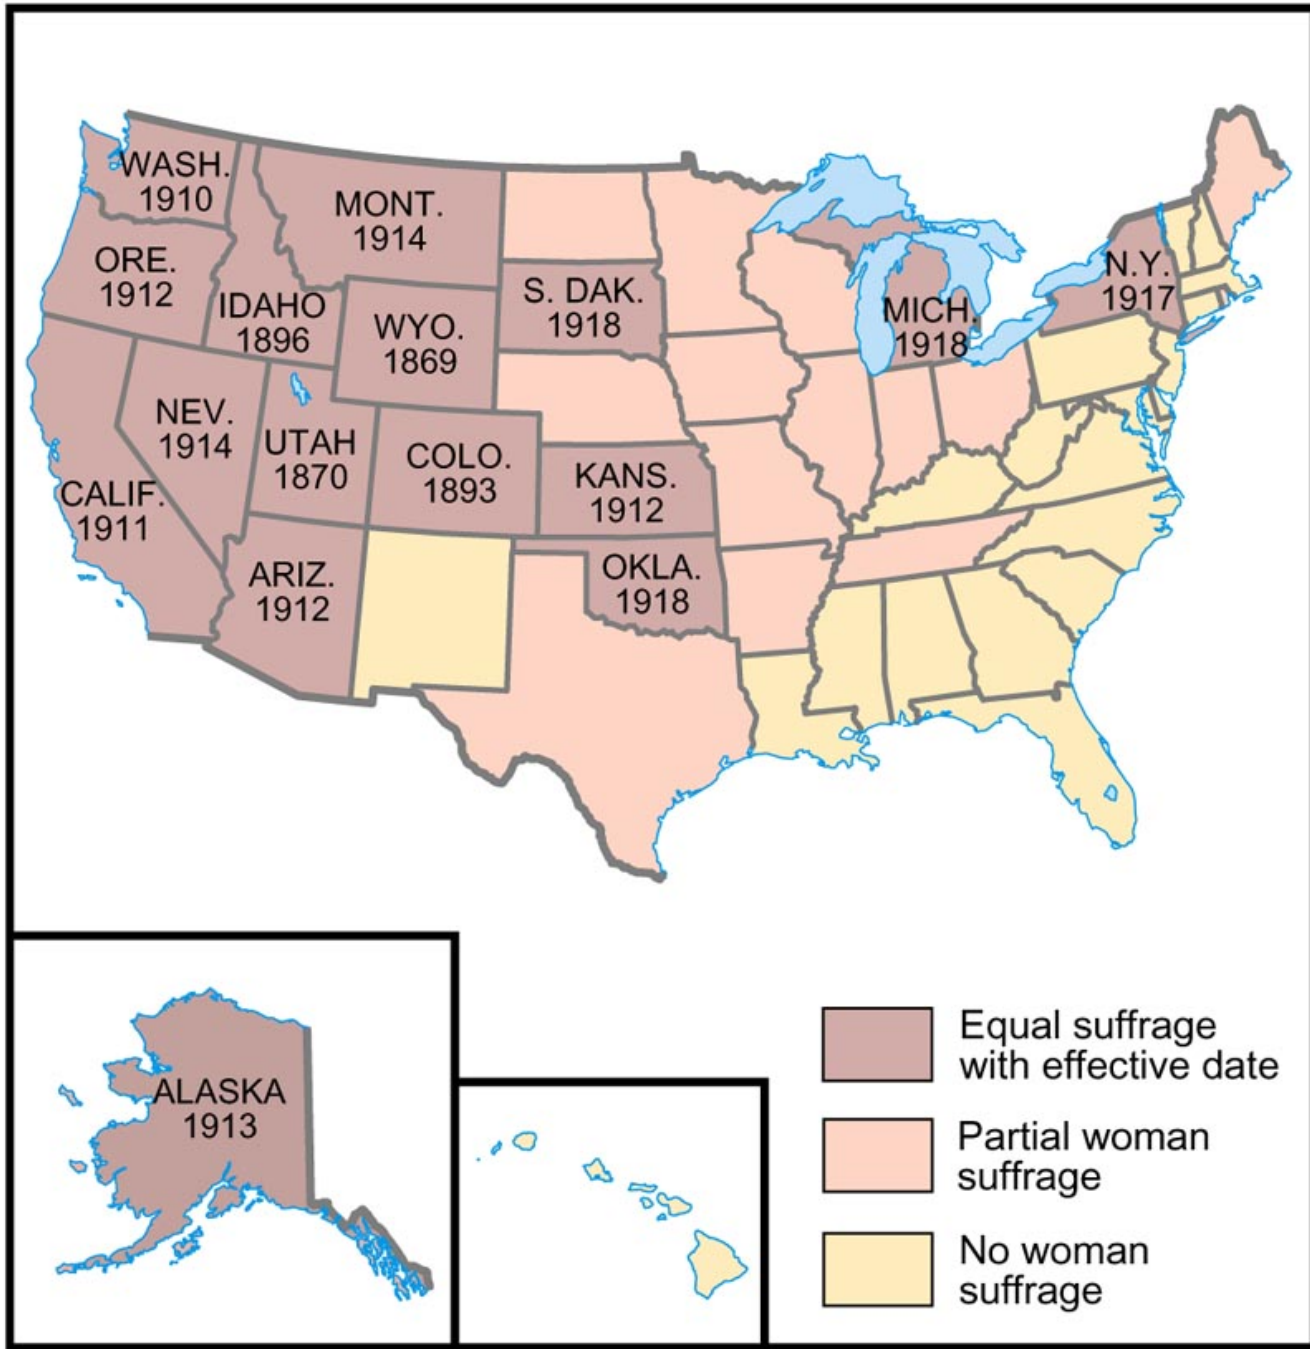 WASH.
1910
MONT.
1914
ORE.
1912
IDAHO
1896
WYO.
1869
S. DAK.
1918
MICH.
1918
N.Y.
1917
NEV.
1914
UTAH
1870
COLO.
1893
KANS.
1912
CALIF.
1911
ARIZ.
1912
OKLA.
1918
ALASKA
1913
Equal suffrage
with effective date
Partial woman
suffrage
No woman
suffrage